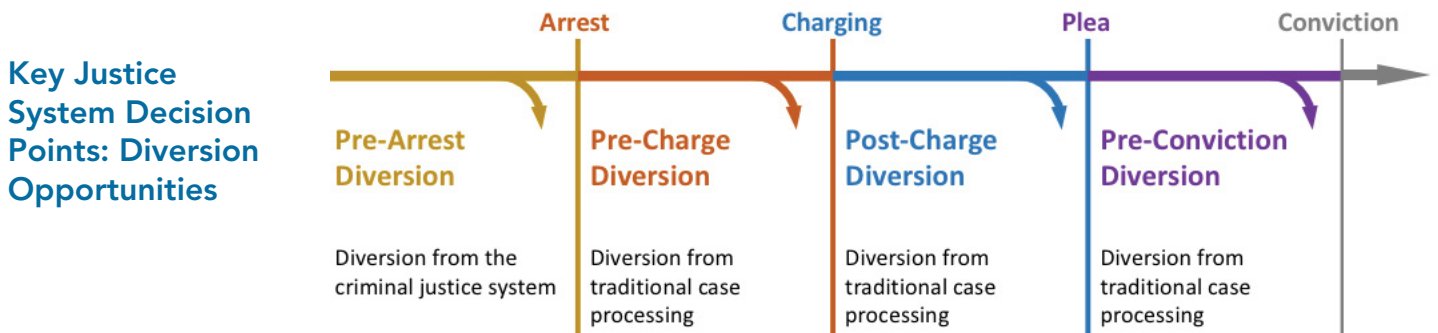 Key Justice
System Decision
Points: Diversion
Opportunities
Arrest
Charging
Plea
Conviction
Pre-Arrest
Diversion
Diversion from the
criminal justice system
Pre-Charge
Diversion
Diversion from
traditional case
processing
Post-Charge
Diversion
Diversion from
traditional case
processing
Pre-Conviction
Diversion
Diversion from
traditional case
processing